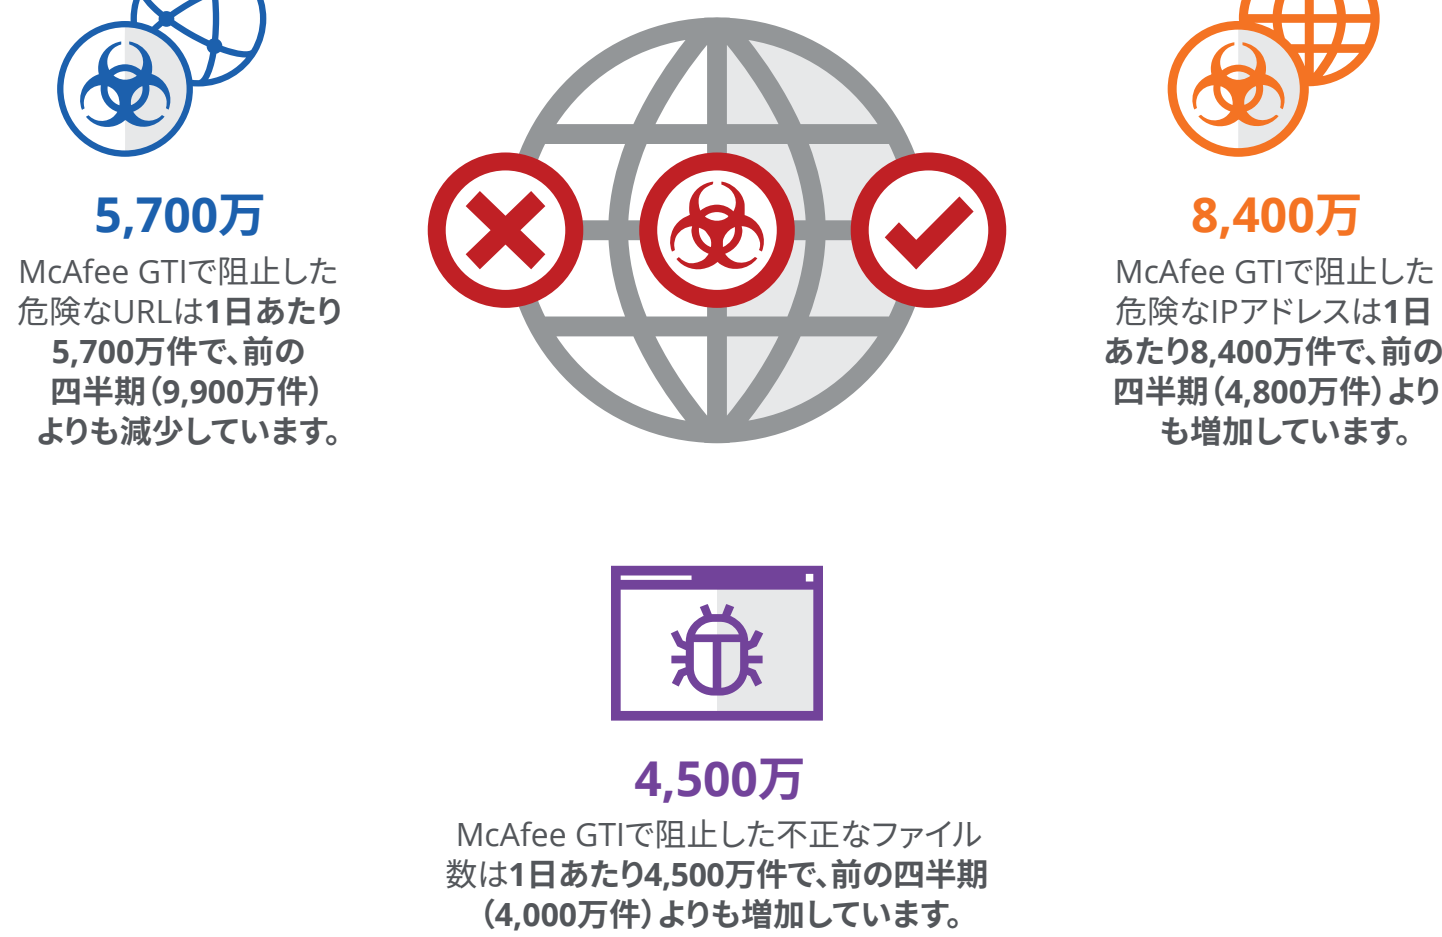 5,700万
McAfee GTIで阻止した
危険なURLは1日あたり
5,700万件で、前の
四半期（9,900万件）
よりも減少しています。
8,400万
McAfee GTIで阻止した
危険なIPアドレスは1日
あたり8,400万件で、前の
四半期（4,800万件）より
も増加しています。
4,500万
McAfee GTIで阻止した不正なファイル
数は1日あたり4,500万件で、前の四半期
（4,000万件）よりも増加しています。